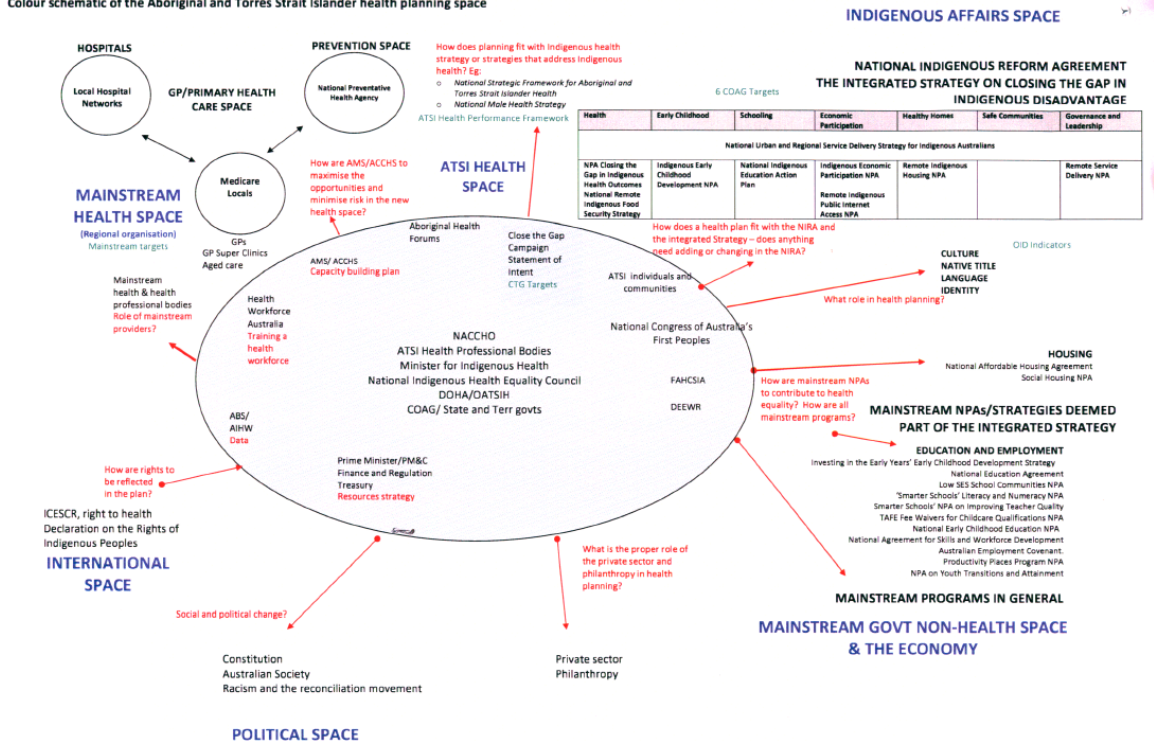 Colour schematic of the Aboriginal and Torres Strait Islander health planning space
INDIGENOUS AFFAIRS SPACE
HOSPITALS
Local Hospital
Networks
GP/PRIMARY HEALTH
CARE SPACE
PREVENTION SPACE
National Preventative
Health Agency
Medicare
Locals
GPs
GP Super Clinics
Aged care
MAINSTREAM
HEALTH SPACE
(Regional organisation)
Mainstream targets
How does planning fit with Indigenous health
strategy or strategies that address Indigenous
health? Eg:
o National Strategic Framework for Aboriginal and
Torres Strait Islander Health
o National Male Health Strategy
ATSI Health Performance Framework
ATSI HEALTH
SPACE
How are AMS/ACCHS to
maximise the
opportunities and
minimise risk in the new
health space?
NATIONAL INDIGENOUS REFORM AGREEMENT
THE INTEGRATED STRATEGY ON CLOSING THE GAP IN
INDIGENOUS DISADVANTAGE
6 COAG Targets
Health
Early Childhood
Schooling
Economic
Participation
Healthy Homes
Safe Communities
Governance and
Leadership
National Urban and Regional Service Delivery Strategy for Indigenous Australians
NPA Closing the
Gap in Indigenous
Health Outcomes
National Remote
Indigenous Food
Security Strategy
Indigenous Early
Childhood
Development NPA
National Indigenous
Education Action
Plan
Indigenous Economic
Participation NPA
Remote Indigenous
Public Internet
Access NPA
Remote Indigenous
Housing NPA
Remote Service
Delivery NPA
How does a health plan fit with the NIRA and
the integrated Strategy – does anything
need adding or changing in the NIRA?
OID Indicators
CULTURE
NATIVE TITLE
LANGUAGE
IDENTITY
What role in health planning?
Mainstream
health & health
professional bodies
Role of mainstream
providers?
Aboriginal Health
Forums
AMS/ ACCHS
Capacity building plan
Close the Gap
Campaign
Statement of
Intent
CTG Targets
ATSI individuals and
communities
Health
Workforce
Australia
Training a
health
workforce
National Congress of Australia's
First Peoples
NACCHO
ATSI Health Professional Bodies
Minister for Indigenous Health
National Indigenous Health Equality Council
DOHA/OATSIH
COAG/ State and Terr govts
FAHCSIA
DEEWR
ABS/
AIHW
Data
Prime Minister/PM&C
Finance and Regulation
Treasury
Resources strategy
HOUSING
National Affordable Housing Agreement
Social Housing NPA
How are mainstream NPAs
to contribute to health
equality? How are all
mainstream programs?
MAINSTREAM NPAs/STRATEGIES DEEMED
PART OF THE INTEGRATED STRATEGY
EDUCATION AND EMPLOYMENT
Investing in the Early Years' Early Childhood Development Strategy
National Education Agreement
Low SES School Communities NPA
'Smarter Schools' Literacy and Numeracy NPA
Smarter Schools' NPA on Improving Teacher Quality
TAFE Fee Waivers for Childcare Qualifications NPA
National Early Childhood Education NPA
National Agreement for Skills and Workforce Development
Australian Employment Covenant.
Productivity Places Program NPA
NPA on Youth Transitions and Attainment
MAINSTREAM PROGRAMS IN GENERAL
MAINSTREAM GOVT NON-HEALTH SPACE
& THE ECONOMY
How are rights to
be reflected
in the plan?
ICESCR, right to health
Declaration on the Rights of
Indigenous Peoples
INTERNATIONAL
SPACE
What is the proper role of
the private sector and
philanthropy in health
planning?
Social and political change?
Constitution
Australian Society
Racism and the reconciliation movement
Private sector
Philanthropy
POLITICAL SPACE